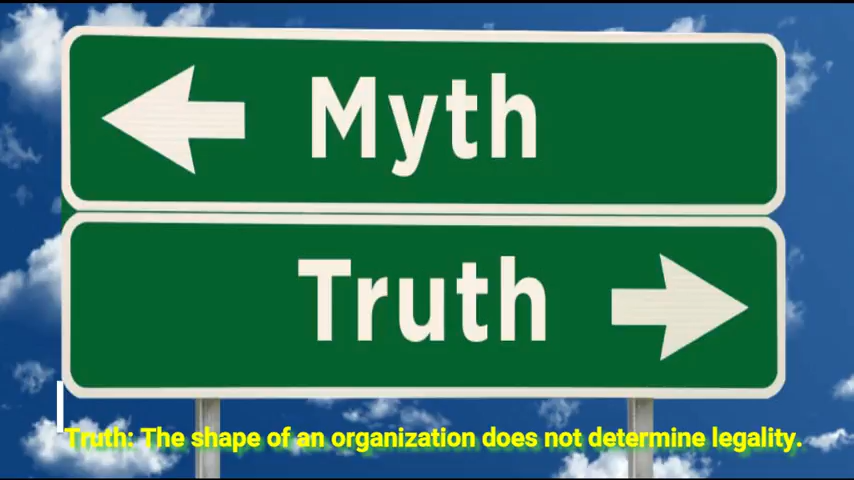 Myth
Truth
Truth: The shape of an organization does not determine legality.